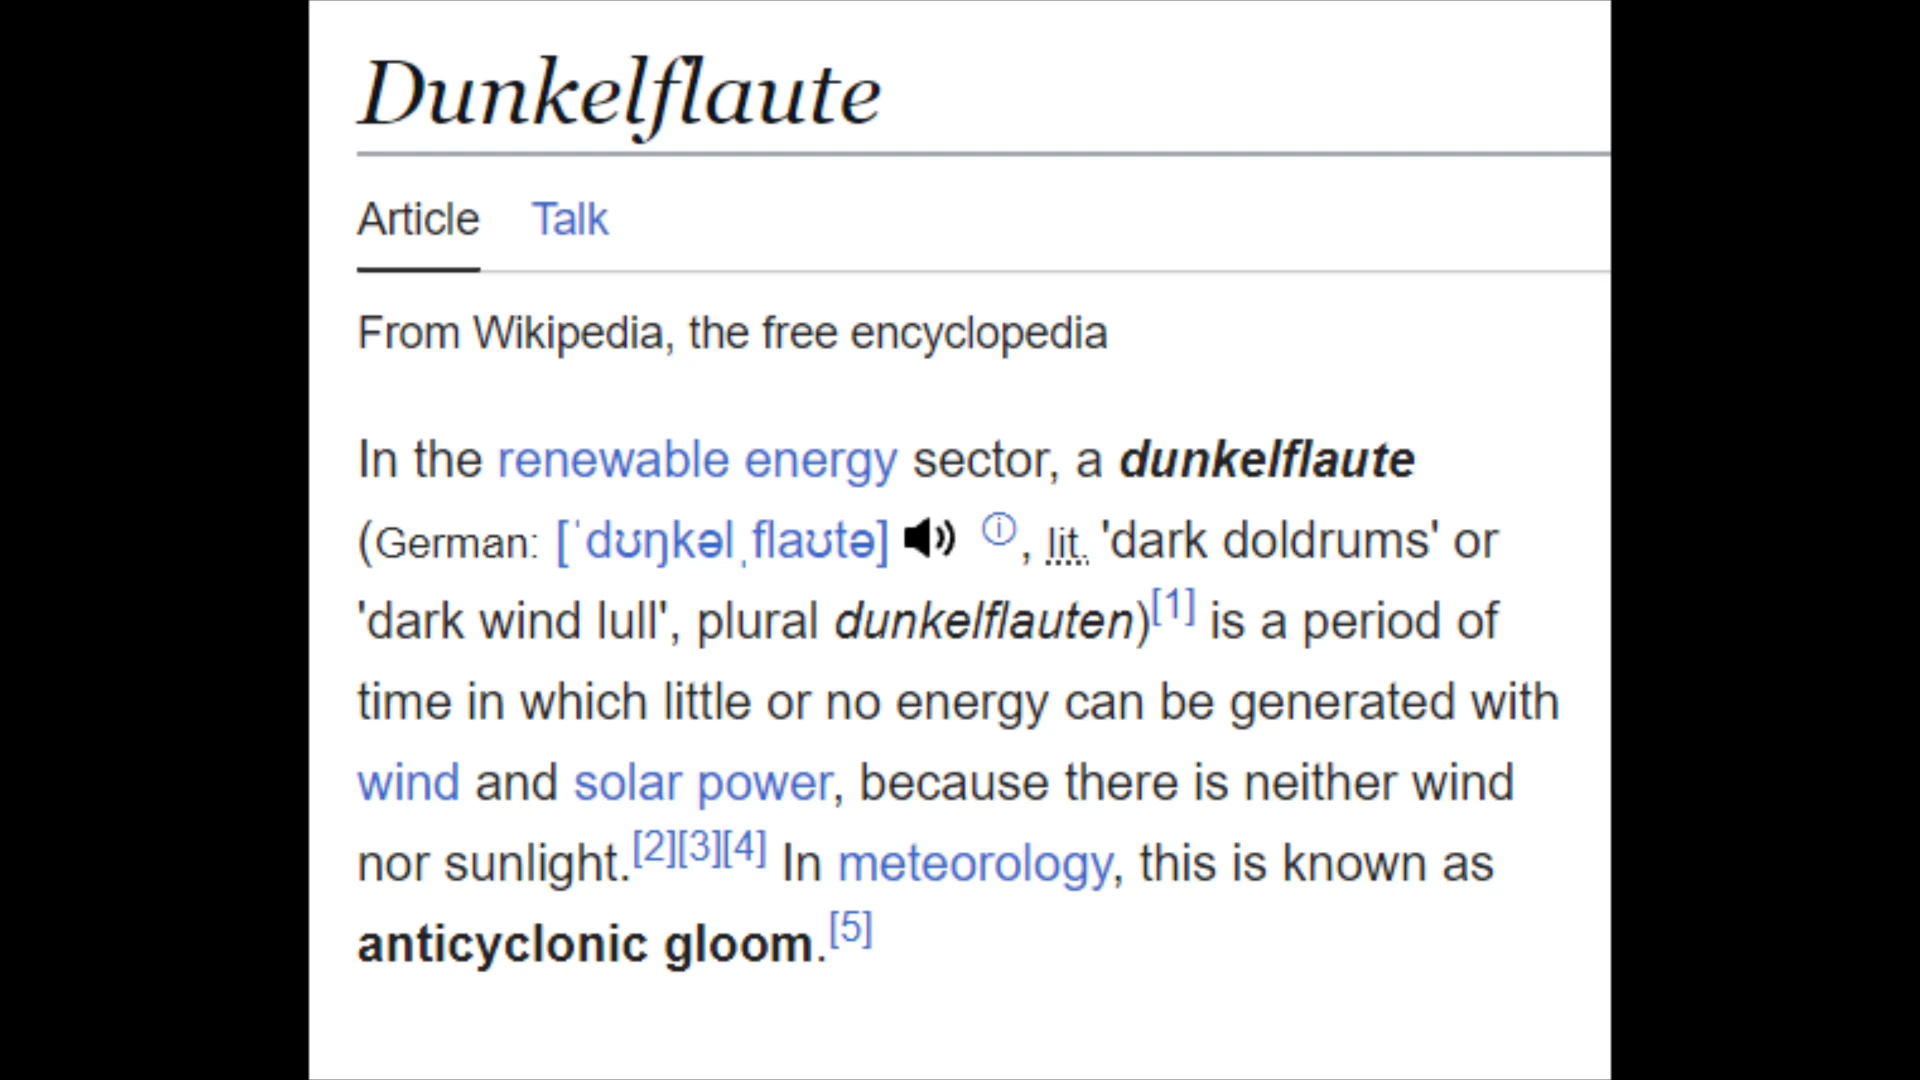 Dunkelflaute
Article Talk
From Wikipedia, the free encyclopedia
In the renewable energy sector, a dunkelflaute
(German: [ˈdʊŋkəlˌflaʊtə] ⓘ, lit. 'dark doldrums' or
'dark wind lull', plural dunkelflauten)[1] is a period of
time in which little or no energy can be generated with
wind and solar power, because there is neither wind
nor sunlight.[2][3][4] In meteorology, this is known as
anticyclonic gloom.[5]